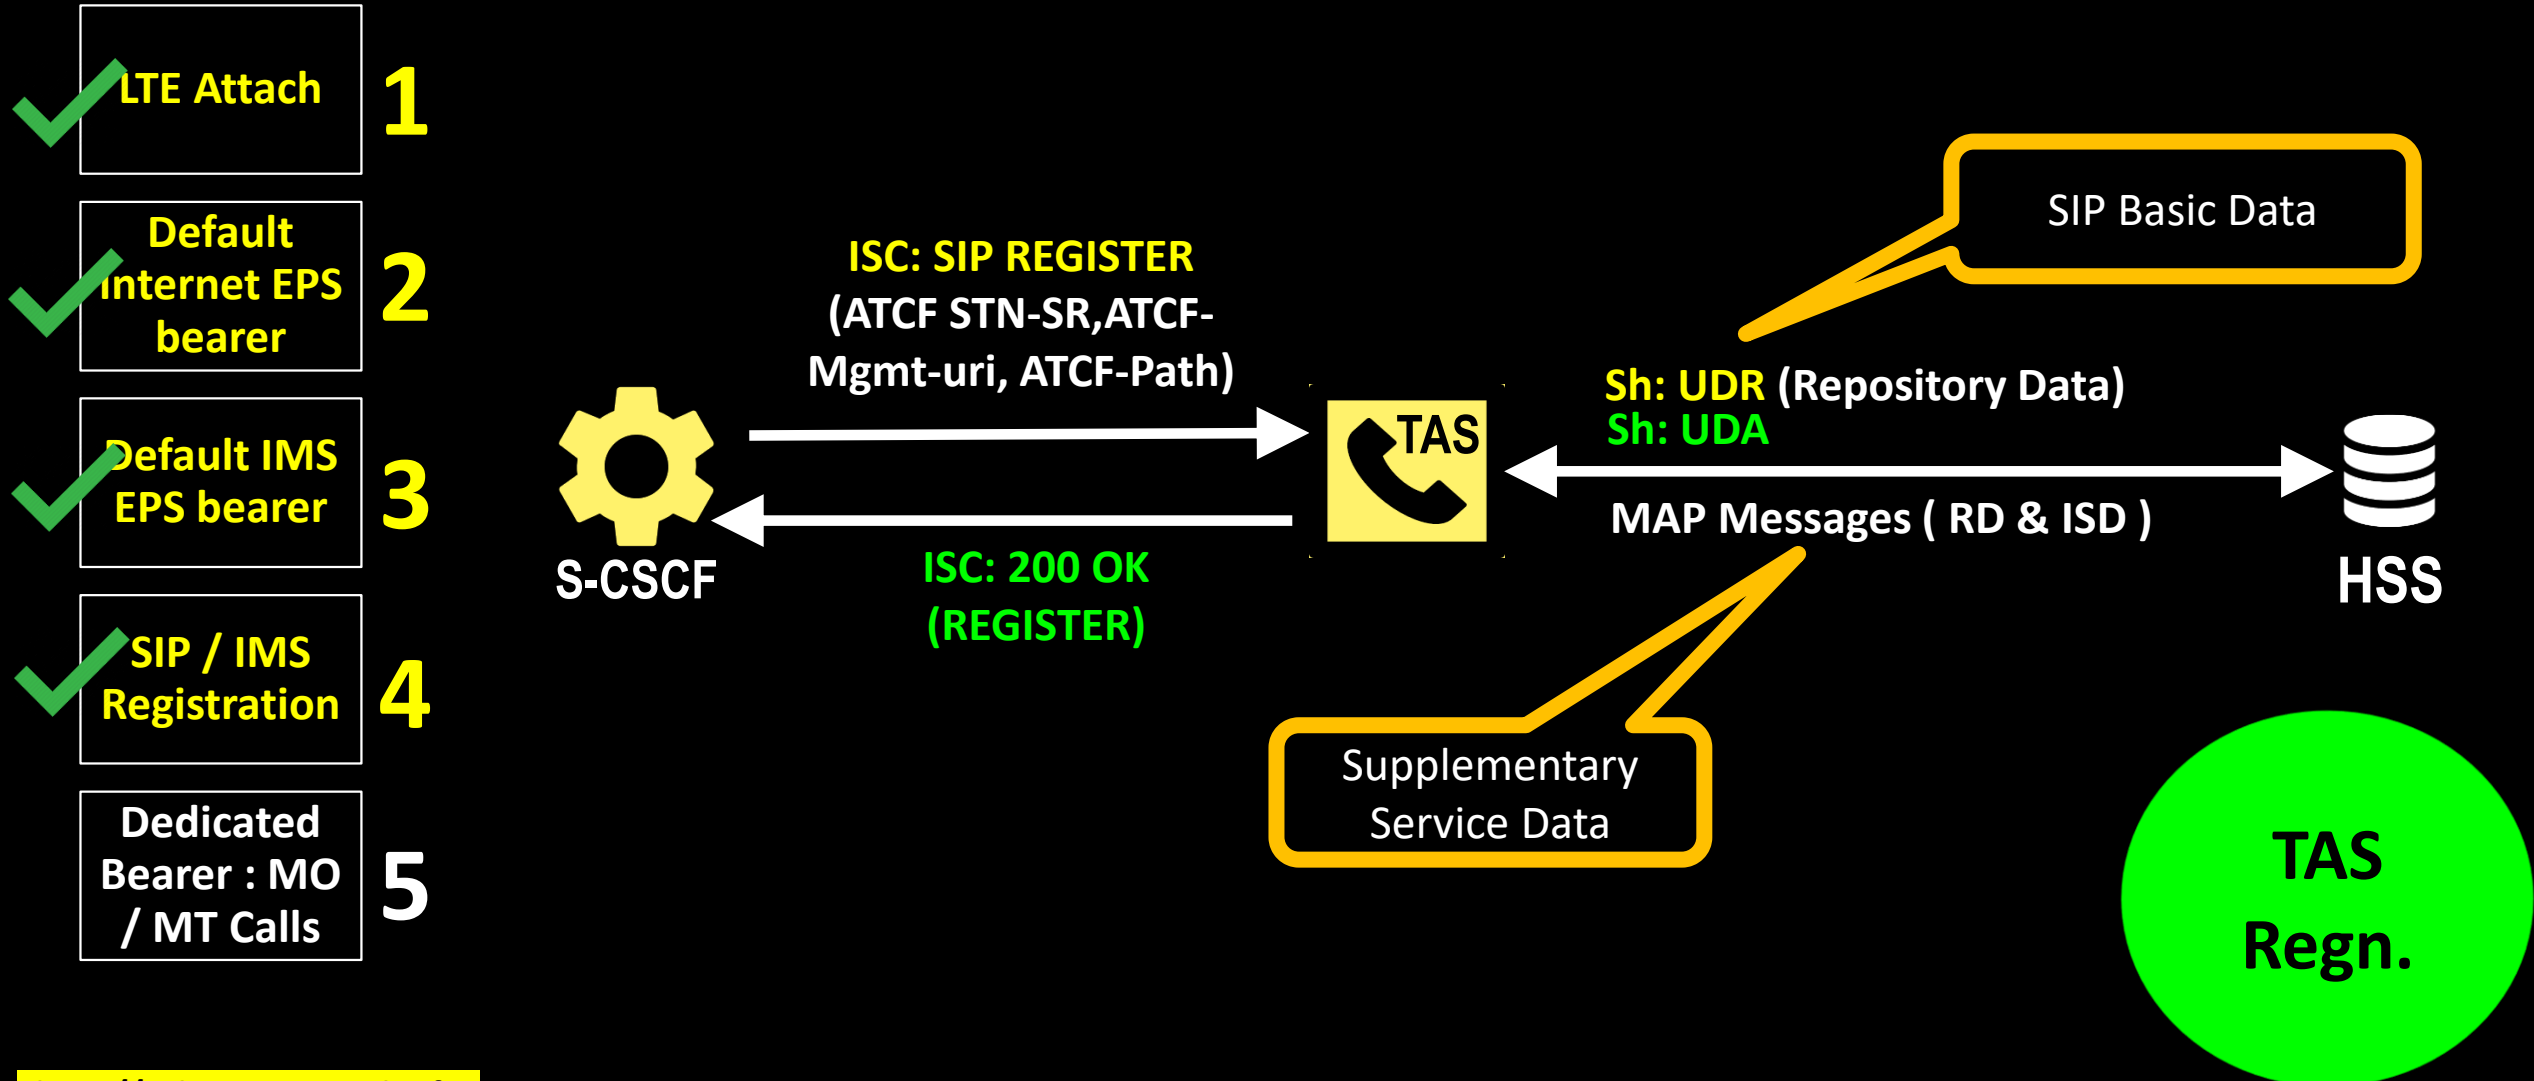 LTE Attach
1
Default
Internet EPS
bearer
2
Default IMS
EPS bearer
3
SIP / IMS
Registration
4
Dedicated
Bearer : MO
/ MT Calls
5
ISC: SIP REGISTER
(ATCF STN-SR,ATCF-
Mgmt-uri, ATCF-Path)
S-CSCF
ISC: 200 OK
(REGISTER)
TAS
SIP Basic Data
Sh: UDR (Repository Data)
Sh: UDA
MAP Messages ( RD & ISD )
HSS
Supplementary
Service Data
TAS
Regn.